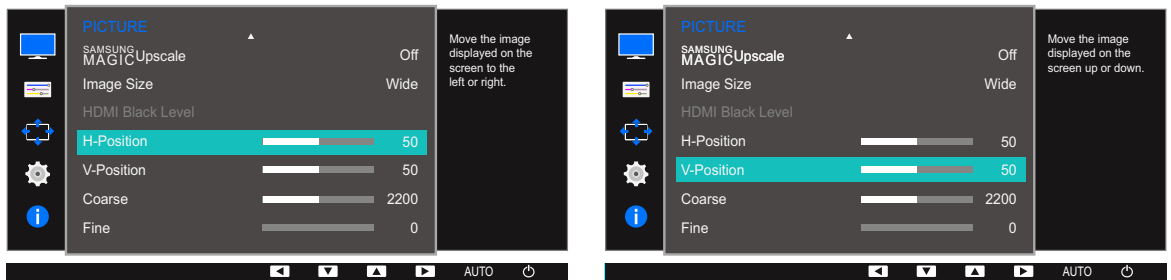 PICTURE
SAMSUNG
MAGIC Upscale Off
Image Size Wide
HDMI Black Level
H-Position 50
V-Position 50
Coarse 2200
Fine 0
Move the image
displayed on the
screen to the
left or right.
AUTO
PICTURE
SAMSUNG
MAGIC Upscale Off
Image Size Wide
HDMI Black Level
H-Position 50
V-Position 50
Coarse 2200
Fine 0
Move the image
displayed on the
screen up or down.
AUTO